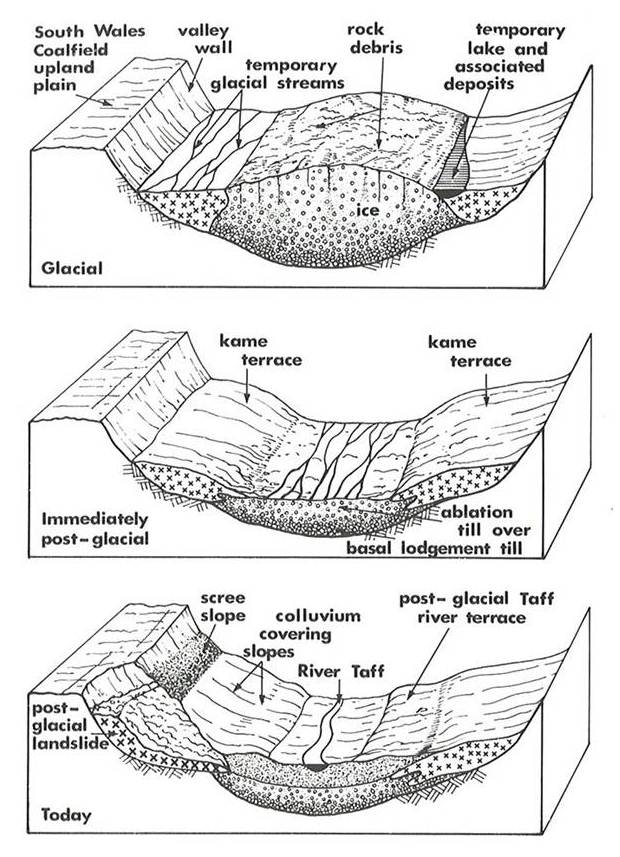 South Wales
Coalfield
upland
plain
valley
wall
temporary
glacial streams
rock
debris
temporary
lake and
associated
deposits
ice
Glacial
kame
terrace
kame
terrace
Immediately
post-glacial
ablation
till over
basal lodgement till
scree
slope
colluvium
covering
slopes
River Taff
post-glacial Taff
river terrace
post-
glacial
landslide
Today